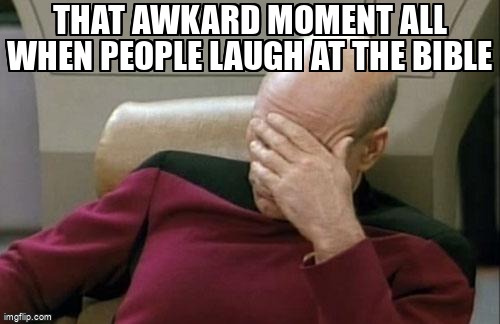 THAT AWKARD MOMENT ALL
WHEN PEOPLE LAUGH AT THE BIBLE
imgflip.com